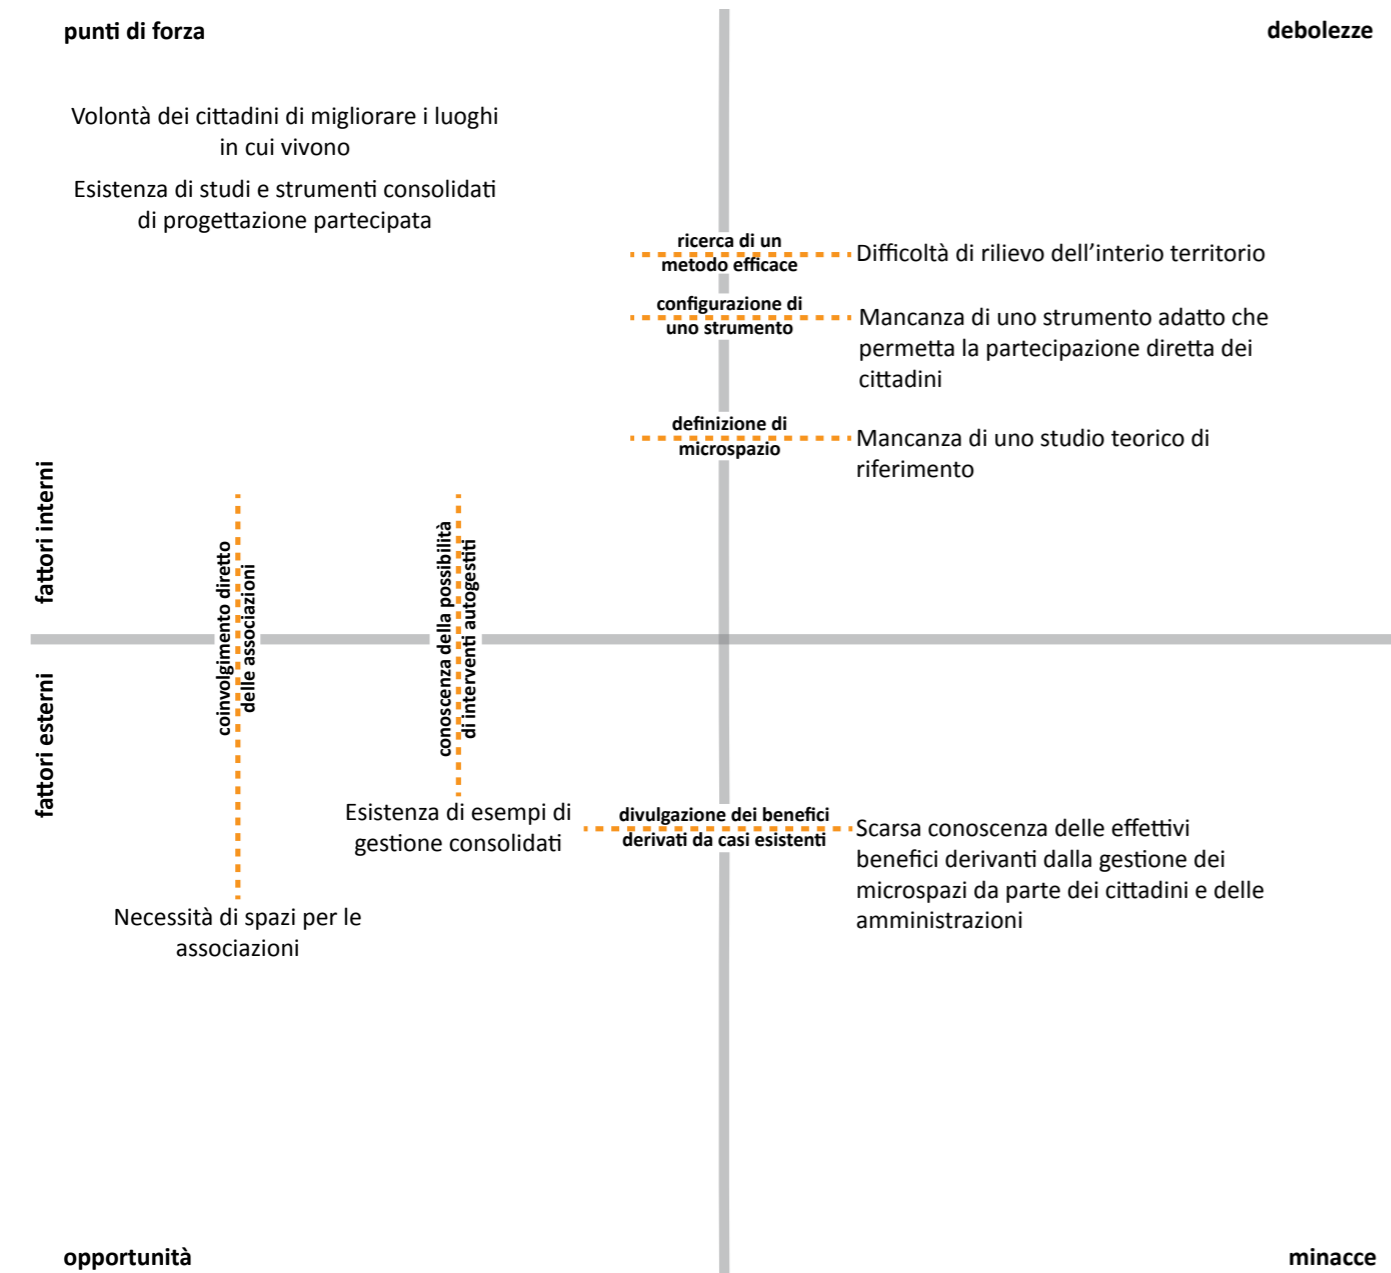 punti di forza
debolezze
Volontà dei cittadini di migliorare i luoghi
in cui vivono
Esistenza di studi e strumenti consolidati
di progettazione partecipata
ricerca di un
metodo efficace
Difficoltà di rilievo dell’interio territorio
configurazione di
uno strumento
Mancanza di uno strumento adatto che
permetta la partecipazione diretta dei
cittadini
definizione di
microspazio
Mancanza di uno studio teorico di
riferimento
fattori interni
fattori esterni
coinvolgimento diretto
delle associazioni
conoscenza della possibilità
di interventi autogestiti
Esistenza di esempi di
gestione consolidati
divulgazione dei benefici
derivati da casi esistenti
Scarsa conoscenza delle effettivi
benefici derivanti dalla gestione dei
microspazi da parte dei cittadini e delle
amministrazioni
Necessità di spazi per le
associazioni
opportunità
minacce